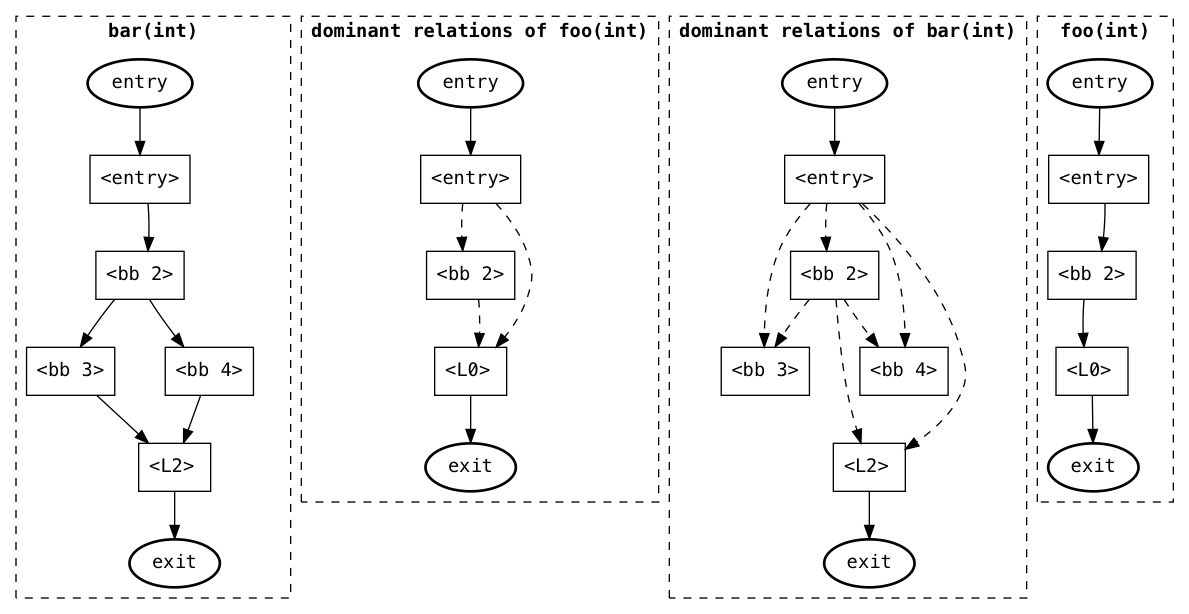 bar(int)
entry
<entry>
<bb 2>
<bb 3>
<bb 4>
<L2>
exit
dominant relations of foo(int)
entry
<entry>
<bb 2>
<L0>
exit
dominant relations of bar(int)
entry
<entry>
<bb 2>
<bb 3>
<bb 4>
<L2>
exit
foo(int)
entry
<entry>
<bb 2>
<L0>
exit